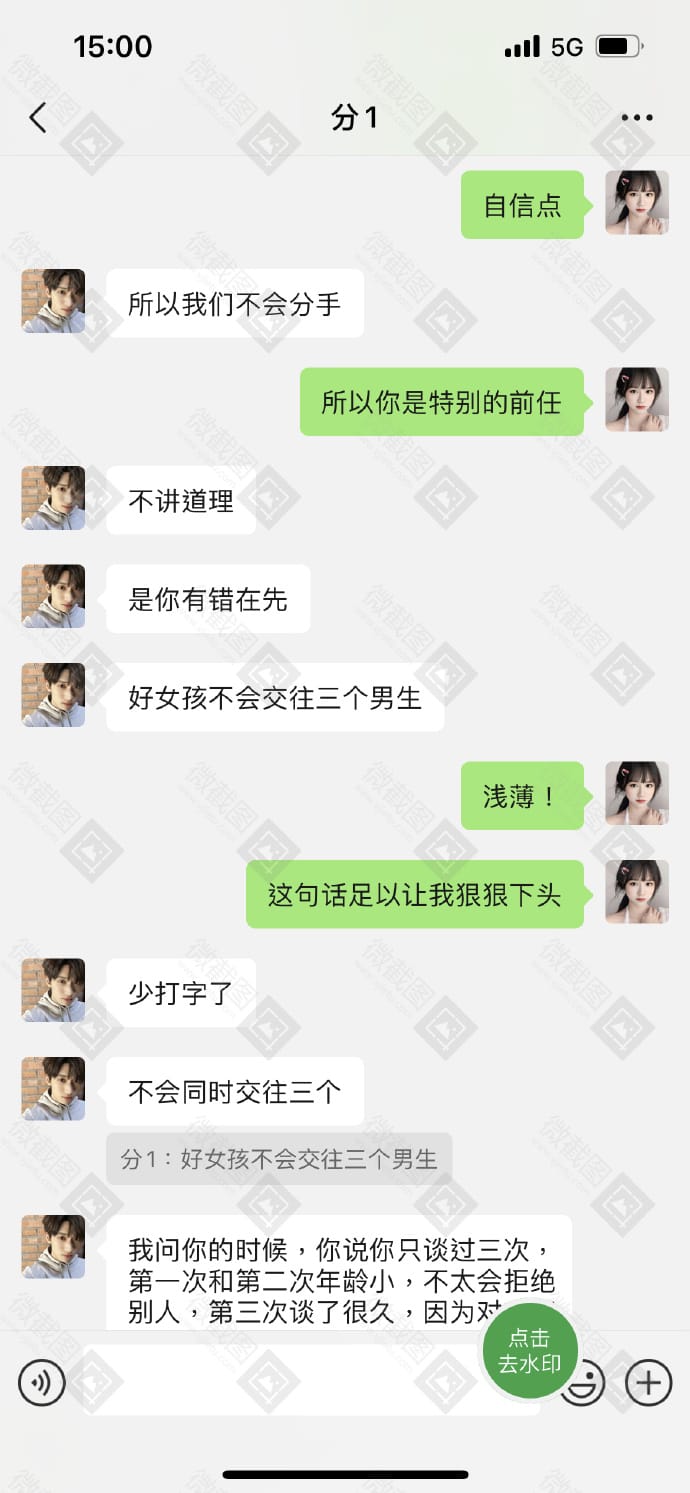 15:00
5G
分1
自信点
所以我们不会分手
所以你是特别的前任
不讲道理
是你有错在先
好女孩不会交往三个男生
浅薄！
这句话足以让我狠狠下头
少打字了
不会同时交往三个
分1：好女孩不会交往三个男生
我问你的时候，你说你只谈过三次，
第一次和第二次年龄小，不太会拒绝
别人，第三次谈了很久，因为对
点击
去水印
微截图